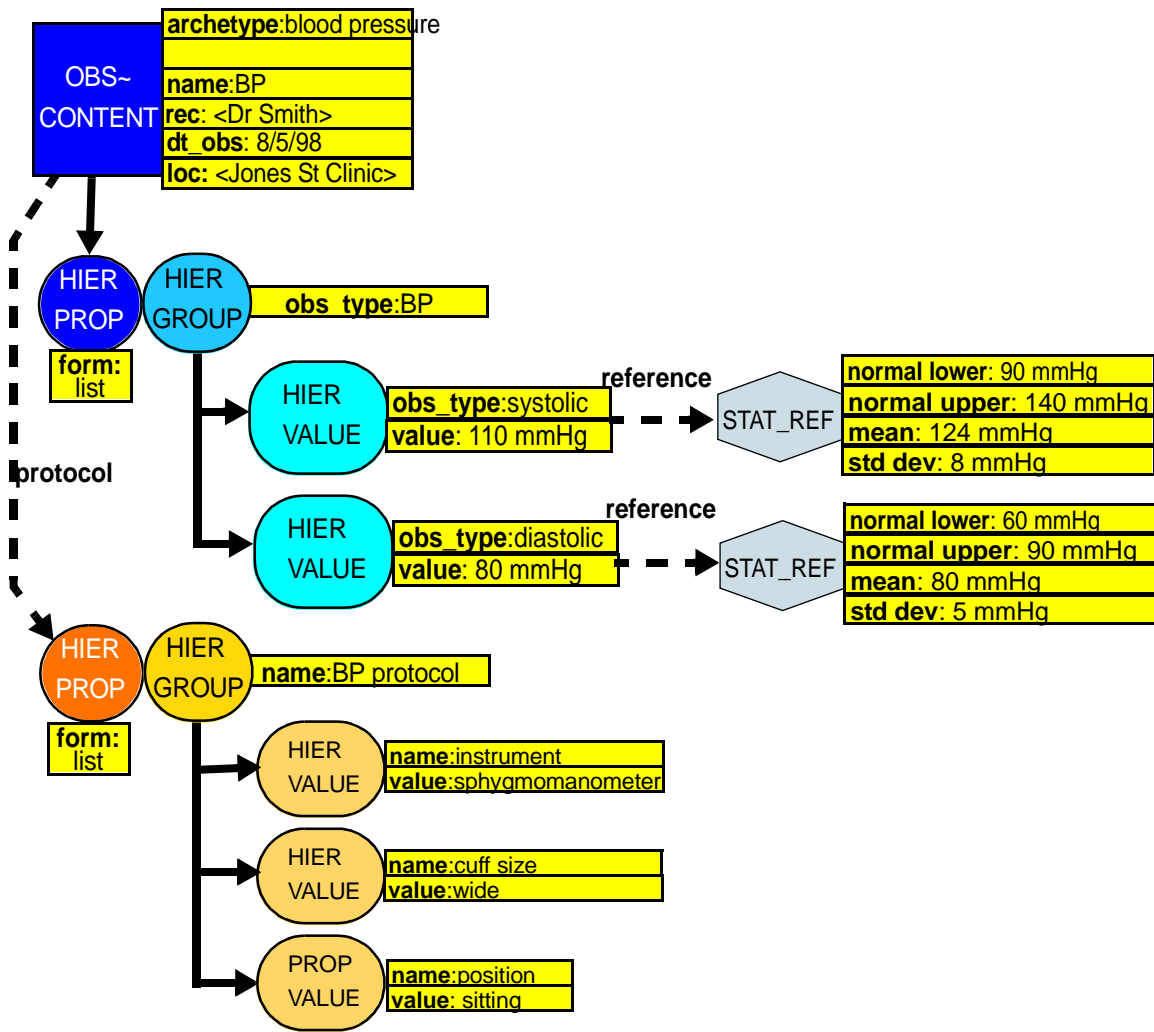 archetype:blood pressure
OBS~
CONTENT
name:BP
rec: <Dr Smith>
dt_obs: 8/5/98
loc: <Jones St Clinic>
HIER
PROP
HIER
GROUP
obs_type:BP
form:
list
HIER
VALUE
obs_type:systolic
value: 110 mmHg
reference
STAT_REF
normal lower: 90 mmHg
normal upper: 140 mmHg
mean: 124 mmHg
std dev: 8 mmHg
protocol
HIER
VALUE
obs_type:diastolic
value: 80 mmHg
reference
STAT_REF
normal lower: 60 mmHg
normal upper: 90 mmHg
mean: 80 mmHg
std dev: 5 mmHg
HIER
PROP
HIER
GROUP
name:BP protocol
form:
list
HIER
VALUE
name:instrument
value:sphygmomanometer
HIER
VALUE
name:cuff size
value:wide
PROP
VALUE
name:position
value: sitting